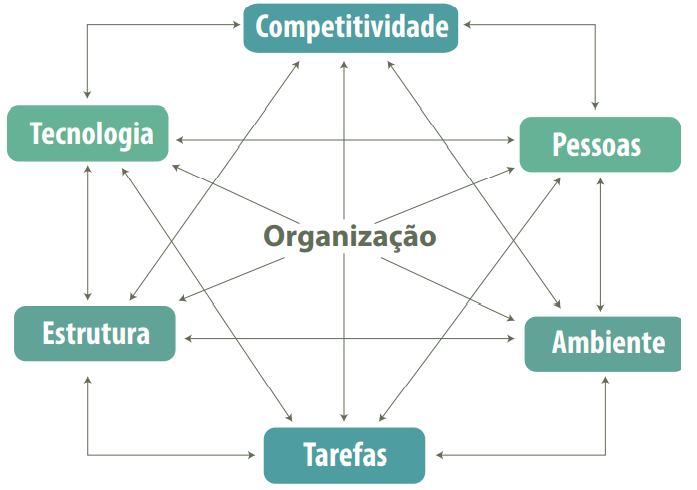 Competitividade
Tecnologia
Pessoas
Organização
Estrutura
Ambiente
Tarefas